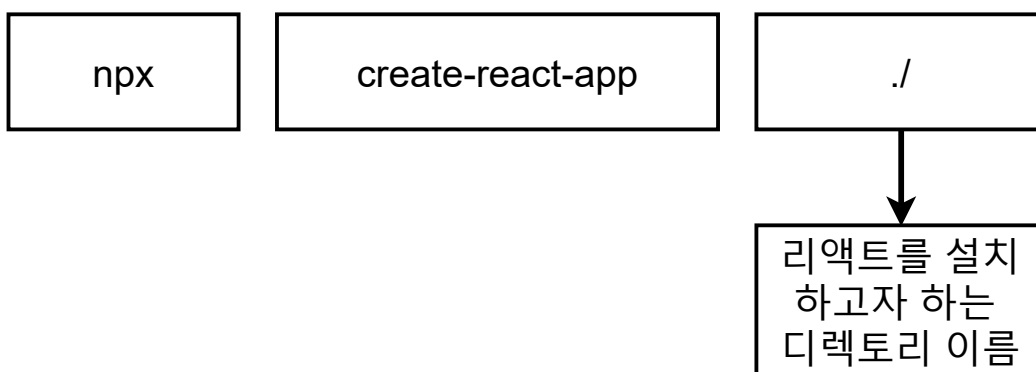 npx
create-react-app
./
리액트를 설치
하고자 하는
디렉토리 이름